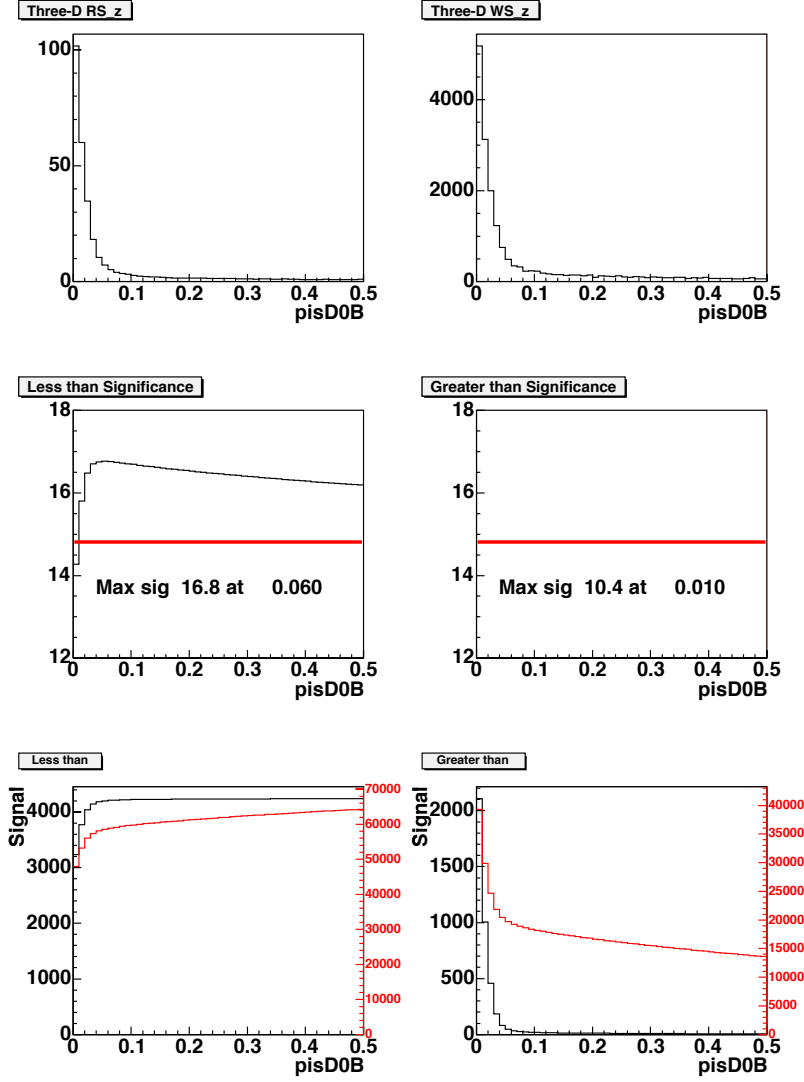 Three-D RS_z
100
50
0
0 0.1 0.2 0.3 0.4 0.5
pisD0B
Three-D WS_z
4000
2000
0
0 0.1 0.2 0.3 0.4 0.5
pisD0B
Less than Significance
18
16
14
12
Max sig 16.8 at 0.060
0 0.1 0.2 0.3 0.4 0.5
pisD0B
Greater than Significance
18
16
14
12
Max sig 10.4 at 0.010
0 0.1 0.2 0.3 0.4 0.5
pisD0B
Less than
Signal
4000
3000
2000
1000
0
70000
60000
50000
40000
30000
20000
10000
0
0 0.1 0.2 0.3 0.4 0.5
pisD0B
Greater than
Signal
2000
1500
1000
500
0
40000
35000
30000
25000
20000
15000
10000
5000
0
0 0.1 0.2 0.3 0.4 0.5
pisD0B